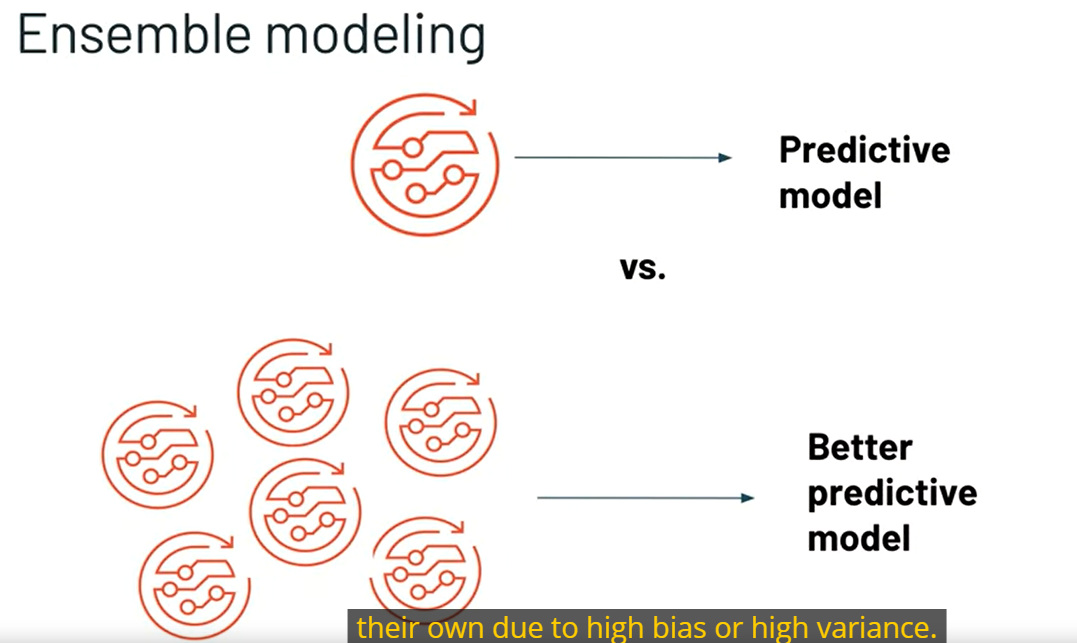 Ensemble modeling
Predictive
model
vs.
Better
predictive
model
their own due to high bias or high variance.